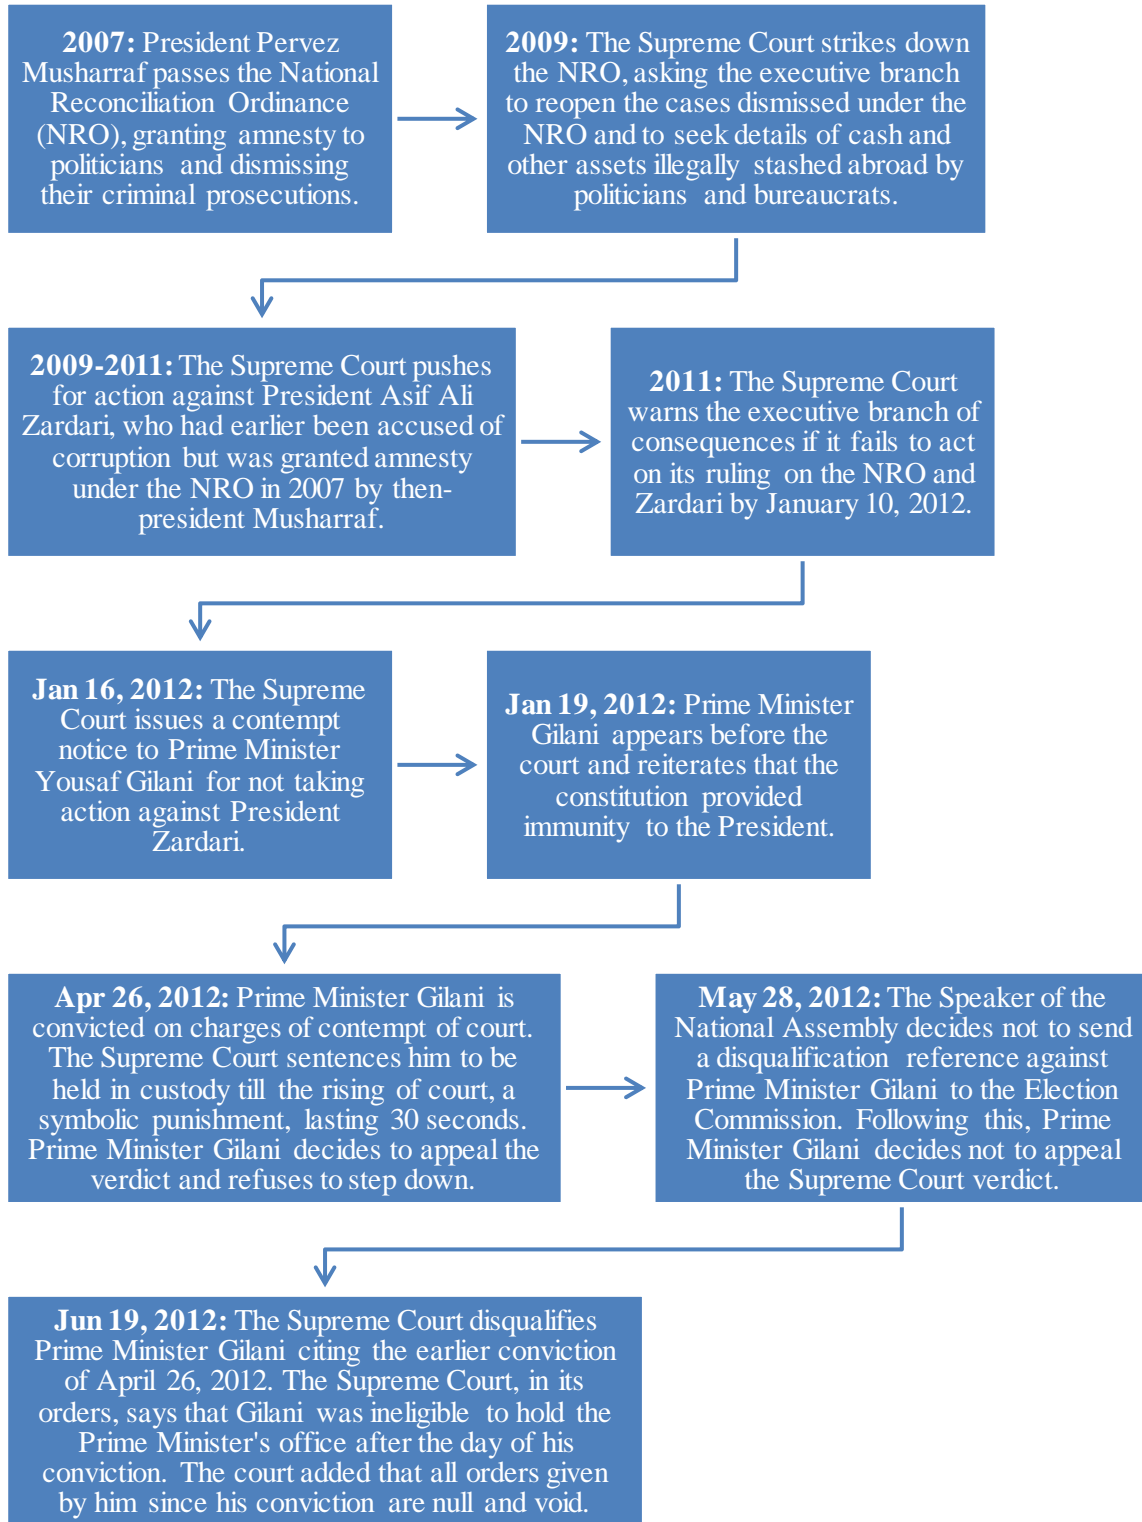 2007: President Pervez
Musharraf passes the National
Reconciliation Ordinance
(NRO), granting amnesty to
politicians and dismissing
their criminal prosecutions.
2009: The Supreme Court strikes down
the NRO, asking the executive branch
to reopen the cases dismissed under the
NRO and to seek details of cash and
other assets illegally stashed abroad by
politicians and bureaucrats.
2009-2011: The Supreme Court pushes
for action against President Asif Ali
Zardari, who had earlier been accused of
corruption but was granted amnesty
under the NRO in 2007 by then-
president Musharraf.
2011: The Supreme Court
warns the executive branch of
consequences if it fails to act
on its ruling on the NRO and
Zardari by January 10, 2012.
Jan 16, 2012: The Supreme
Court issues a contempt
notice to Prime Minister
Yousaf Gilani for not taking
action against President
Zardari.
Jan 19, 2012: Prime Minister
Gilani appears before the
court and reiterates that the
constitution provided
immunity to the President.
Apr 26, 2012: Prime Minister Gilani is
convicted on charges of contempt of court.
The Supreme Court sentences him to be
held in custody till the rising of court, a
symbolic punishment, lasting 30 seconds.
Prime Minister Gilani decides to appeal the
verdict and refuses to step down.
May 28, 2012: The Speaker of the
National Assembly decides not to send
a disqualification reference against
Prime Minister Gilani to the Election
Commission. Following this, Prime
Minister Gilani decides not to appeal
the Supreme Court verdict.
Jun 19, 2012: The Supreme Court disqualifies
Prime Minister Gilani citing the earlier conviction
of April 26, 2012. The Supreme Court, in its
orders, says that Gilani was ineligible to hold the
Prime Minister's office after the day of his
conviction. The court added that all orders given
by him since his conviction are null and void.